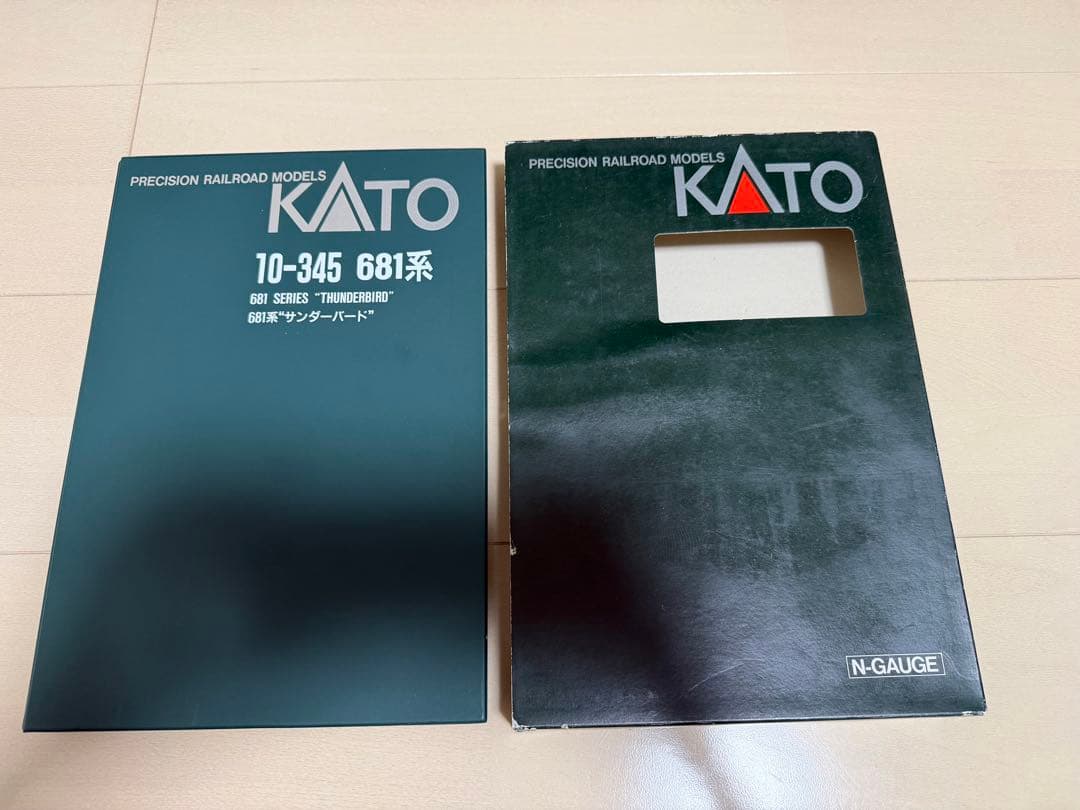 PRECISION RAILROAD MODELS
KATO
10-345 681系
681 SERIES "THUNDERBIRD"
681系"サンダーバード"
PRECISION RAILROAD MODELS
KATO
N-GAUGE